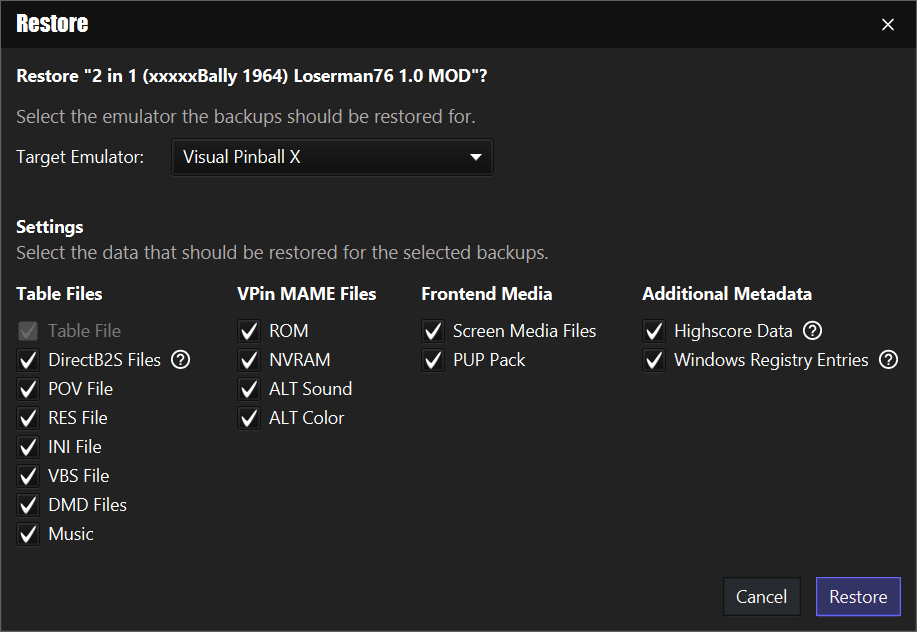 Restore
Restore "2 in 1 (xxxxxBally 1964) Loserman76 1.0 MOD"?
Select the emulator the backups should be restored for.
Target Emulator: Visual Pinball X
Settings
Select the data that should be restored for the selected backups.
Table Files
Table File
DirectB2S Files
POV File
RES File
INI File
VBS File
DMD Files
Music
VPin MAME Files
ROM
NVRAM
ALT Sound
ALT Color
Frontend Media
Screen Media Files
PUP Pack
Additional Metadata
Highscore Data
Windows Registry Entries
Cancel Restore